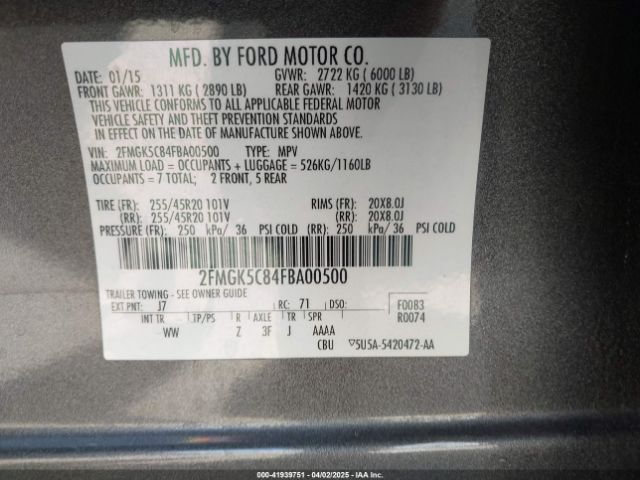 MFD. BY FORD MOTOR CO.
DATE: 01/15 GVWR: 2722 KG ( 6000 LB)
FRONT GAWR: 1311 KG ( 2890 LB) REAR GAWR: 1420 KG ( 3130 LB)
THIS VEHICLE CONFORMS TO ALL APPLICABLE FEDERAL MOTOR
VEHICLE SAFETY AND THEFT PREVENTION STANDARDS
IN EFFECT ON THE DATE OF MANUFACTURE SHOWN ABOVE.
VIN: 2FMGK5C84FBA00500 TYPE: MPV
MAXIMUM LOAD = OCCUPANTS + LUGGAGE = 526KG/1160LB
OCCUPANTS = 7 TOTAL; 2 FRONT, 5 REAR
TIRE (FR): 255/45R20 101V RIMS (FR): 20X8.0J
(RR): 255/45R20 101V (RR): 20X8.0J
PRESSURE (FR): 250 kPa/ 36 PSI COLD (RR): 250 kPa/ 36 PSI COLD
2FMGK5C84FBA00500
TRAILER TOWING - SEE OWNER GUIDE
EXT PNT: J7 RC: 71 DSO: F0083
INT TR TP/PS R AXLE TR SPR R0074
WW Z 3F J AAAA
CBU ▽5U5A-5420472-AA
000-41939751 04/02/2025 IAAI.COM